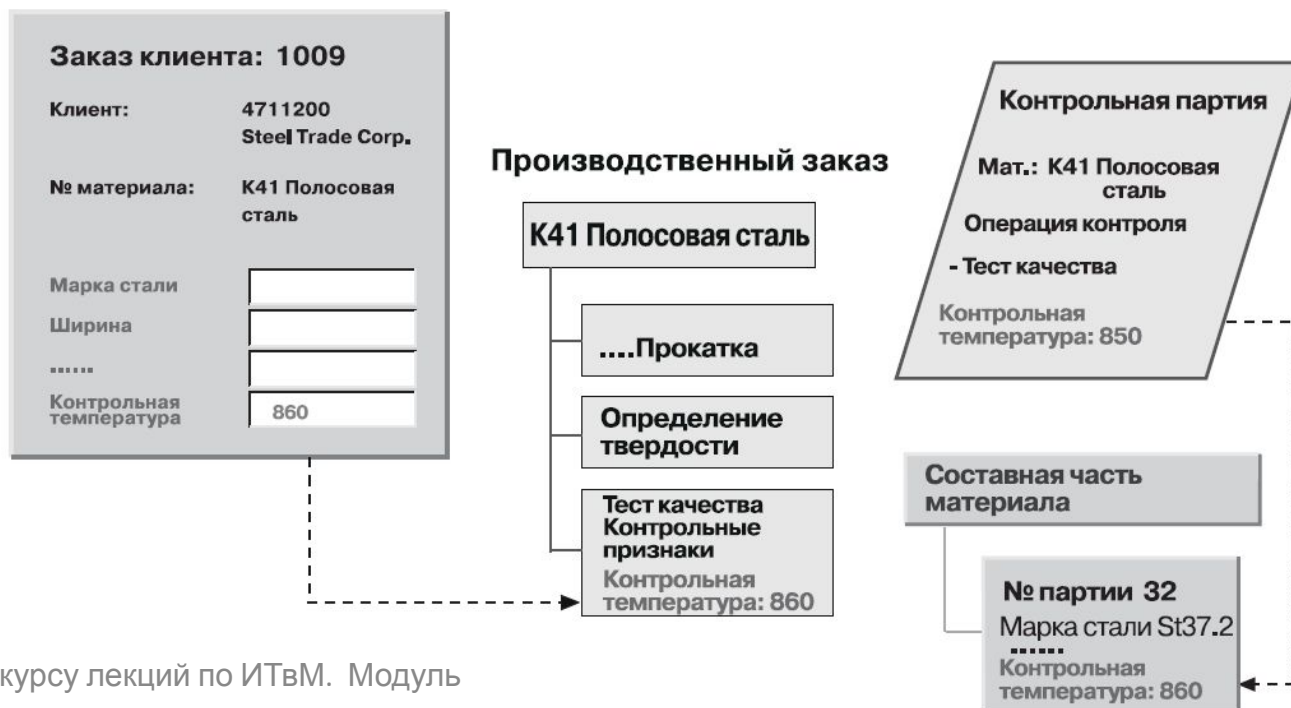 Заказ клиента: 1009
Клиент: 4711200
Steel Trade Corp.
№ материала: К41 Полосовая
сталь
Марка стали
Ширина
......
Контрольная
температура
860
Производственный заказ
К41 Полосовая сталь
....Прокатка
Определение
твердости
Тест качества
Контрольные
признаки
Контрольная
температура: 860
Контрольная партия
Мат.: К41 Полосовая
сталь
Операция контроля
- Тест качества
Контрольная
температура: 850
Составная часть
материала
№ партии 32
Марка стали St37.2
......
Контрольная
температура: 860
курсу лекций по ИТвМ. Модуль